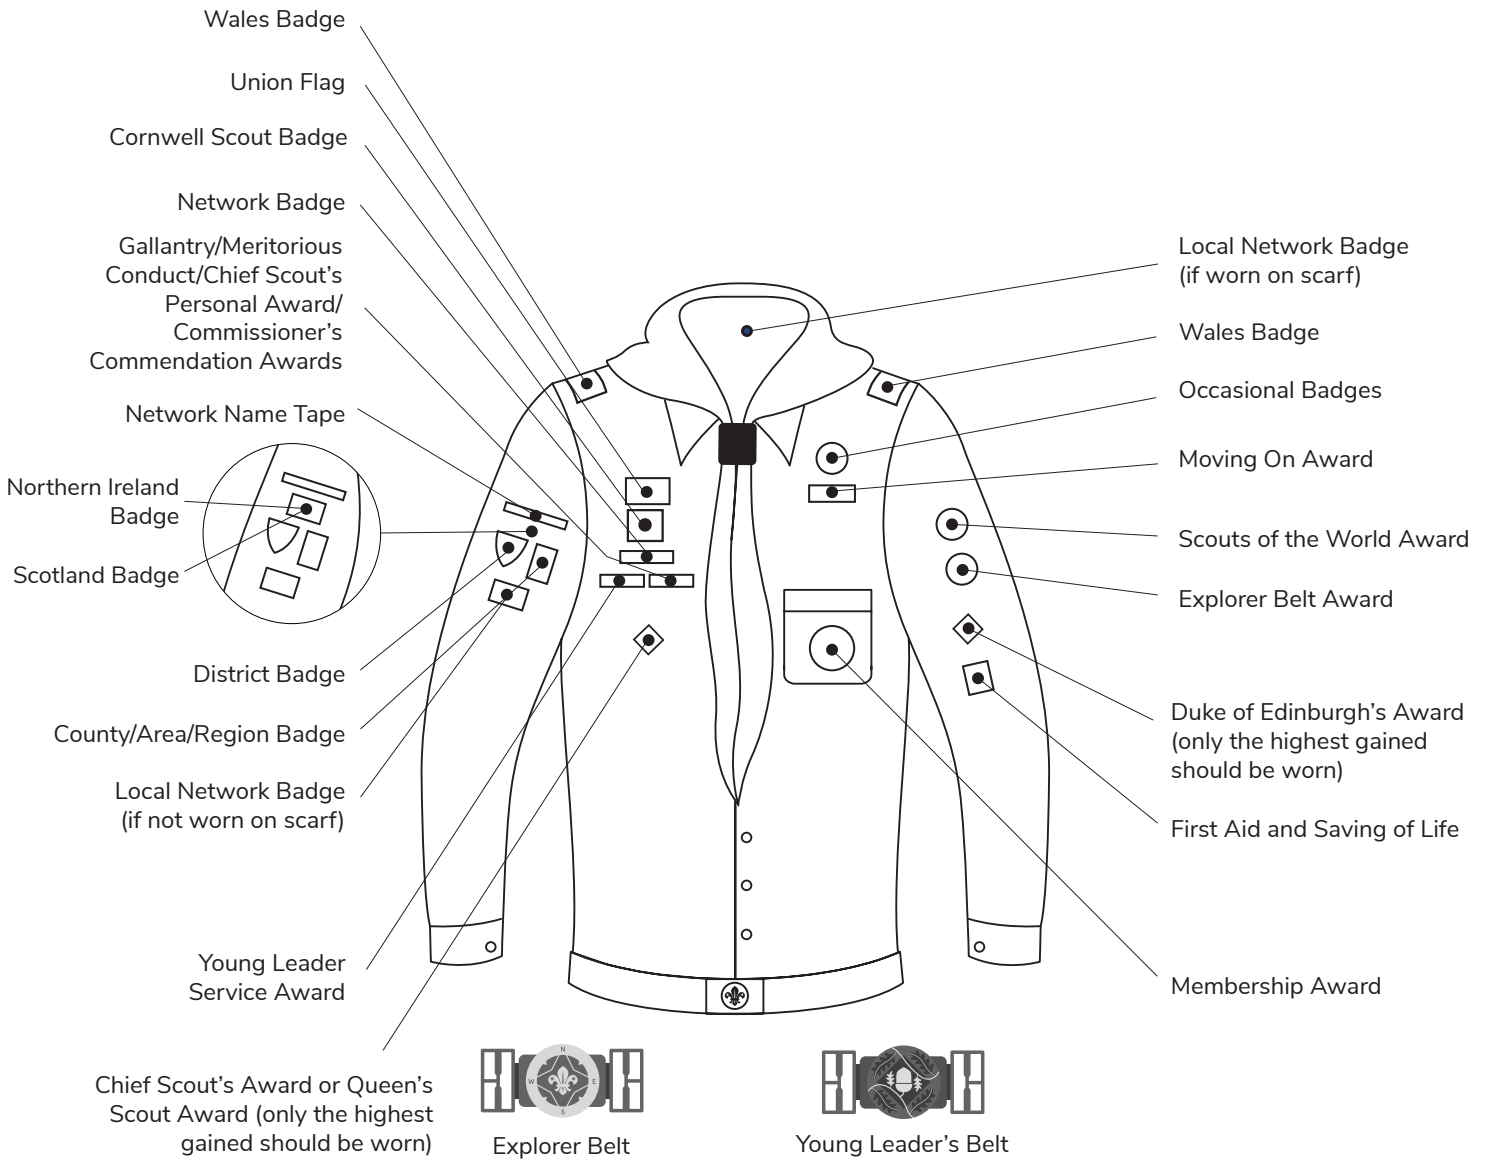 Wales Badge
Union Flag
Cornwell Scout Badge
Network Badge
Gallantry/Meritorious
Conduct/Chief Scout’s
Personal Award/
Commissioner’s
Commendation Awards
Network Name Tape
Northern Ireland
Badge
Scotland Badge
District Badge
County/Area/Region Badge
Local Network Badge
(if not worn on scarf)
Young Leader
Service Award
Chief Scout’s Award or Queen’s
Scout Award (only the highest
gained should be worn)
Local Network Badge
(if worn on scarf)
Wales Badge
Occasional Badges
Moving On Award
Scouts of the World Award
Explorer Belt Award
Duke of Edinburgh’s Award
(only the highest gained
should be worn)
First Aid and Saving of Life
Membership Award
N
W E
S
Explorer Belt
Young Leader’s Belt